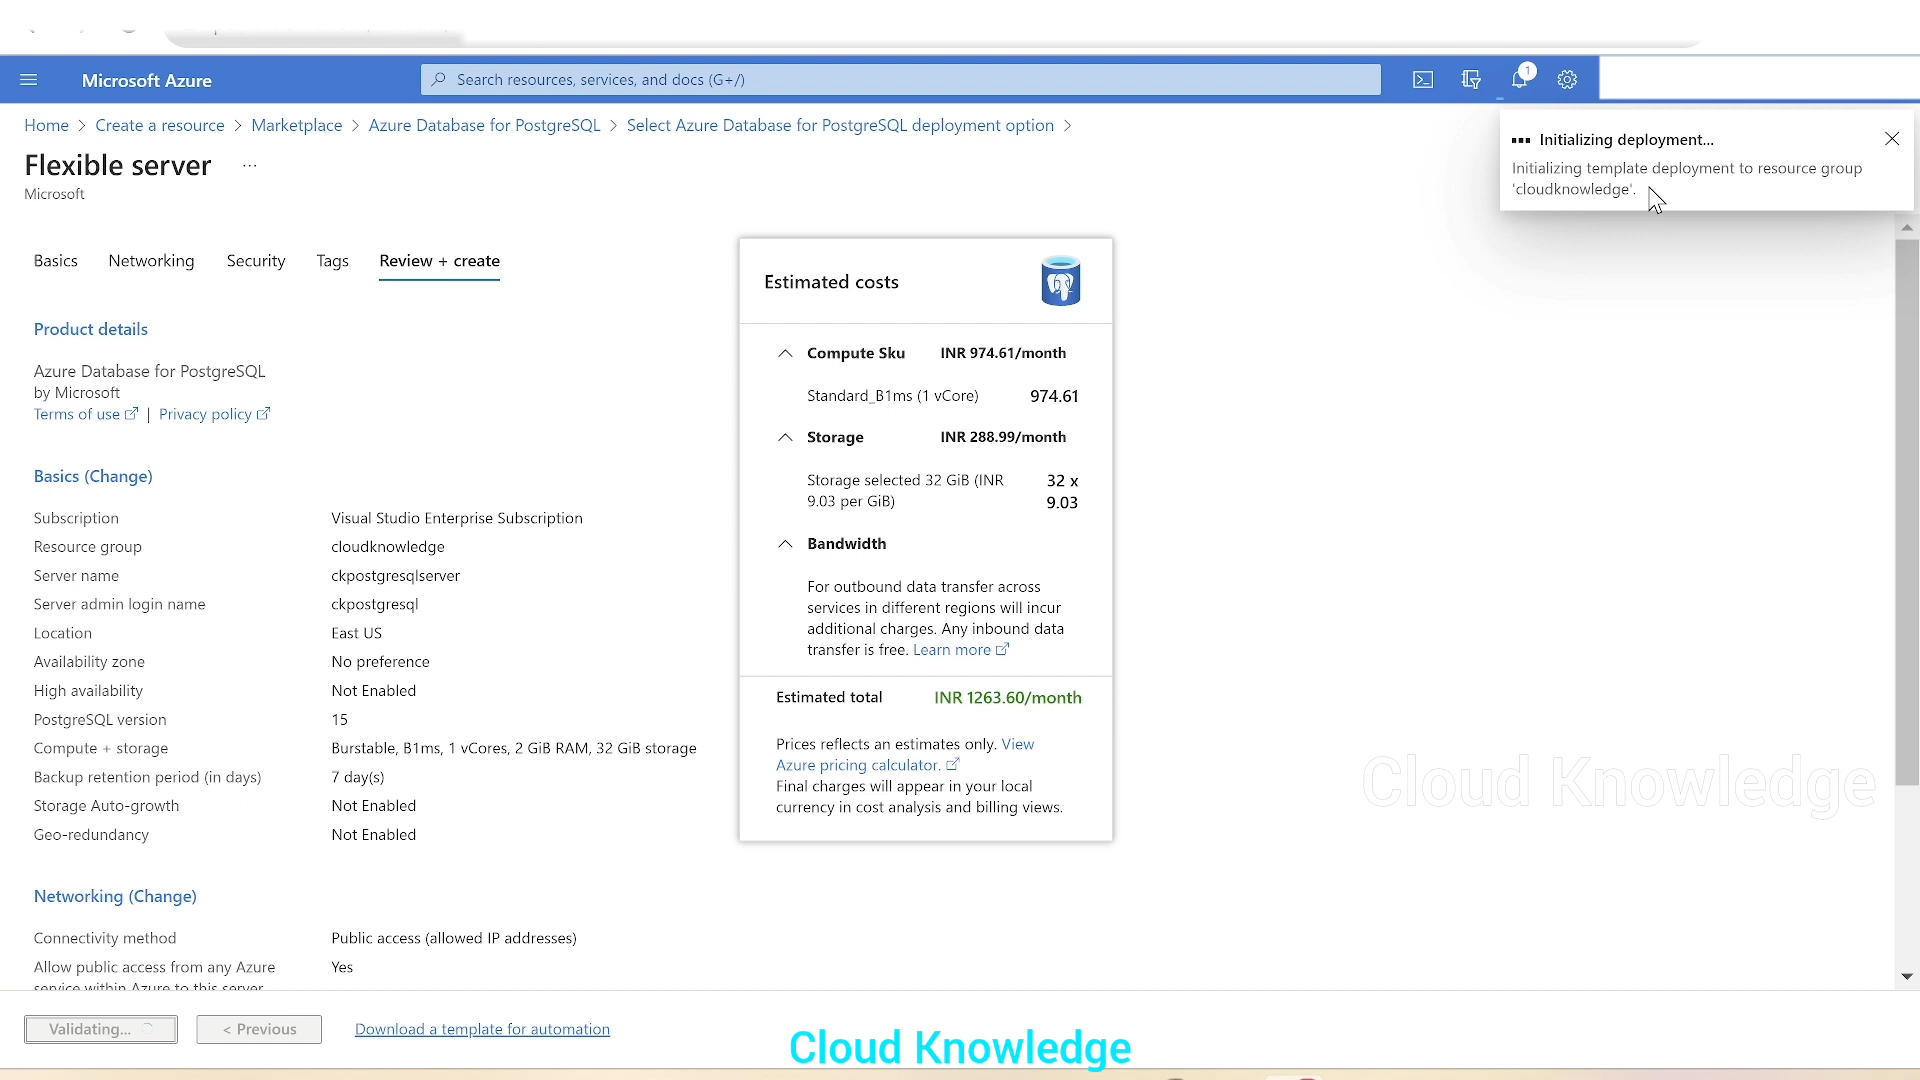 Microsoft Azure
Search resources, services, and docs (G+/)
1
Home > Create a resource > Marketplace > Azure Database for PostgreSQL > Select Azure Database for PostgreSQL deployment option >
Flexible server ...
Microsoft
Initializing deployment...
Initializing template deployment to resource group
'cloudknowledge'.
Basics Networking Security Tags Review + create
Product details
Azure Database for PostgreSQL
by Microsoft
Terms of use | Privacy policy
Basics (Change)
Subscription Visual Studio Enterprise Subscription
Resource group cloudknowledge
Server name ckpostgresqlserver
Server admin login name ckpostgresql
Location East US
Availability zone No preference
High availability Not Enabled
PostgreSQL version 15
Compute + storage Burstable, B1ms, 1 vCores, 2 GiB RAM, 32 GiB storage
Backup retention period (in days) 7 day(s)
Storage Auto-growth Not Enabled
Geo-redundancy Not Enabled
Networking (Change)
Connectivity method Public access (allowed IP addresses)
Allow public access from any Azure Yes
service within Azure to this server
Estimated costs
Compute Sku INR 974.61/month
Standard_B1ms (1 vCore) 974.61
Storage INR 288.99/month
Storage selected 32 GiB (INR 32 x
9.03 per GiB) 9.03
Bandwidth
For outbound data transfer across
services in different regions will incur
additional charges. Any inbound data
transfer is free. Learn more
Estimated total INR 1263.60/month
Prices reflects an estimates only. View
Azure pricing calculator.
Final charges will appear in your local
currency in cost analysis and billing views.
Cloud Knowledge
Validating... < Previous Download a template for automation
Cloud Knowledge